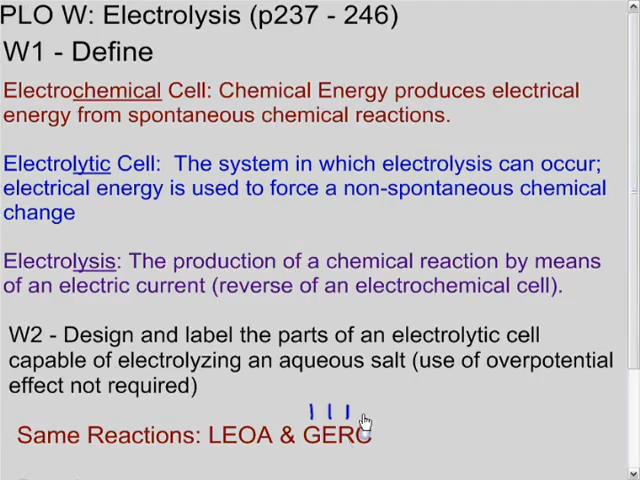 PLO W: Electrolysis (p237 - 246)
W1 - Define
Electrochemical Cell: Chemical Energy produces electrical
energy from spontaneous chemical reactions.
Electrolytic Cell: The system in which electrolysis can occur;
electrical energy is used to force a non-spontaneous chemical
change
Electrolysis: The production of a chemical reaction by means
of an electric current (reverse of an electrochemical cell).
W2 - Design and label the parts of an electrolytic cell
capable of electrolyzing an aqueous salt (use of overpotential
effect not required)
Same Reactions: LEOA & GERC